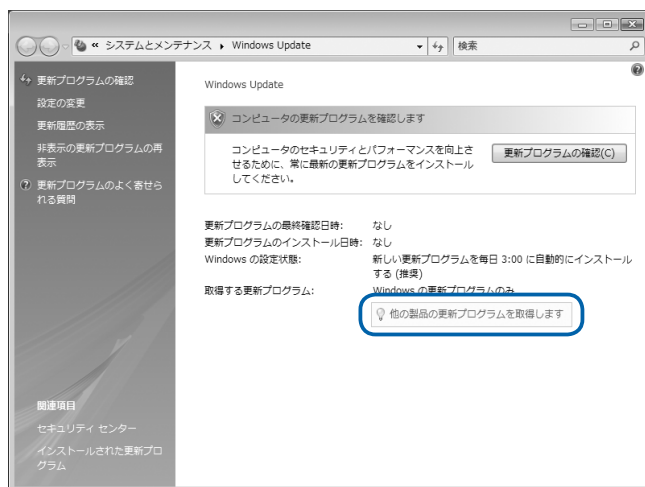 « システムとメンテナンス ▸ Windows Update
検索
更新プログラムの確認
設定の変更
更新履歴の表示
非表示の更新プログラムの再
表示
更新プログラムのよく寄せら
れる質問
関連項目
セキュリティ センター
インストールされた更新プロ
グラム
Windows Update
コンピュータの更新プログラムを確認します
コンピュータのセキュリティとパフォーマンスを向上さ
せるために、常に最新の更新プログラムをインストール
してください。
更新プログラムの確認(C)
更新プログラムの最終確認日時: なし
更新プログラムのインストール日時: なし
Windows の設定状態: 新しい更新プログラムを毎日 3:00 に自動的にインストール
する (推奨)
取得する更新プログラム: Windows の更新プログラムのみ
他の製品の更新プログラムを取得します